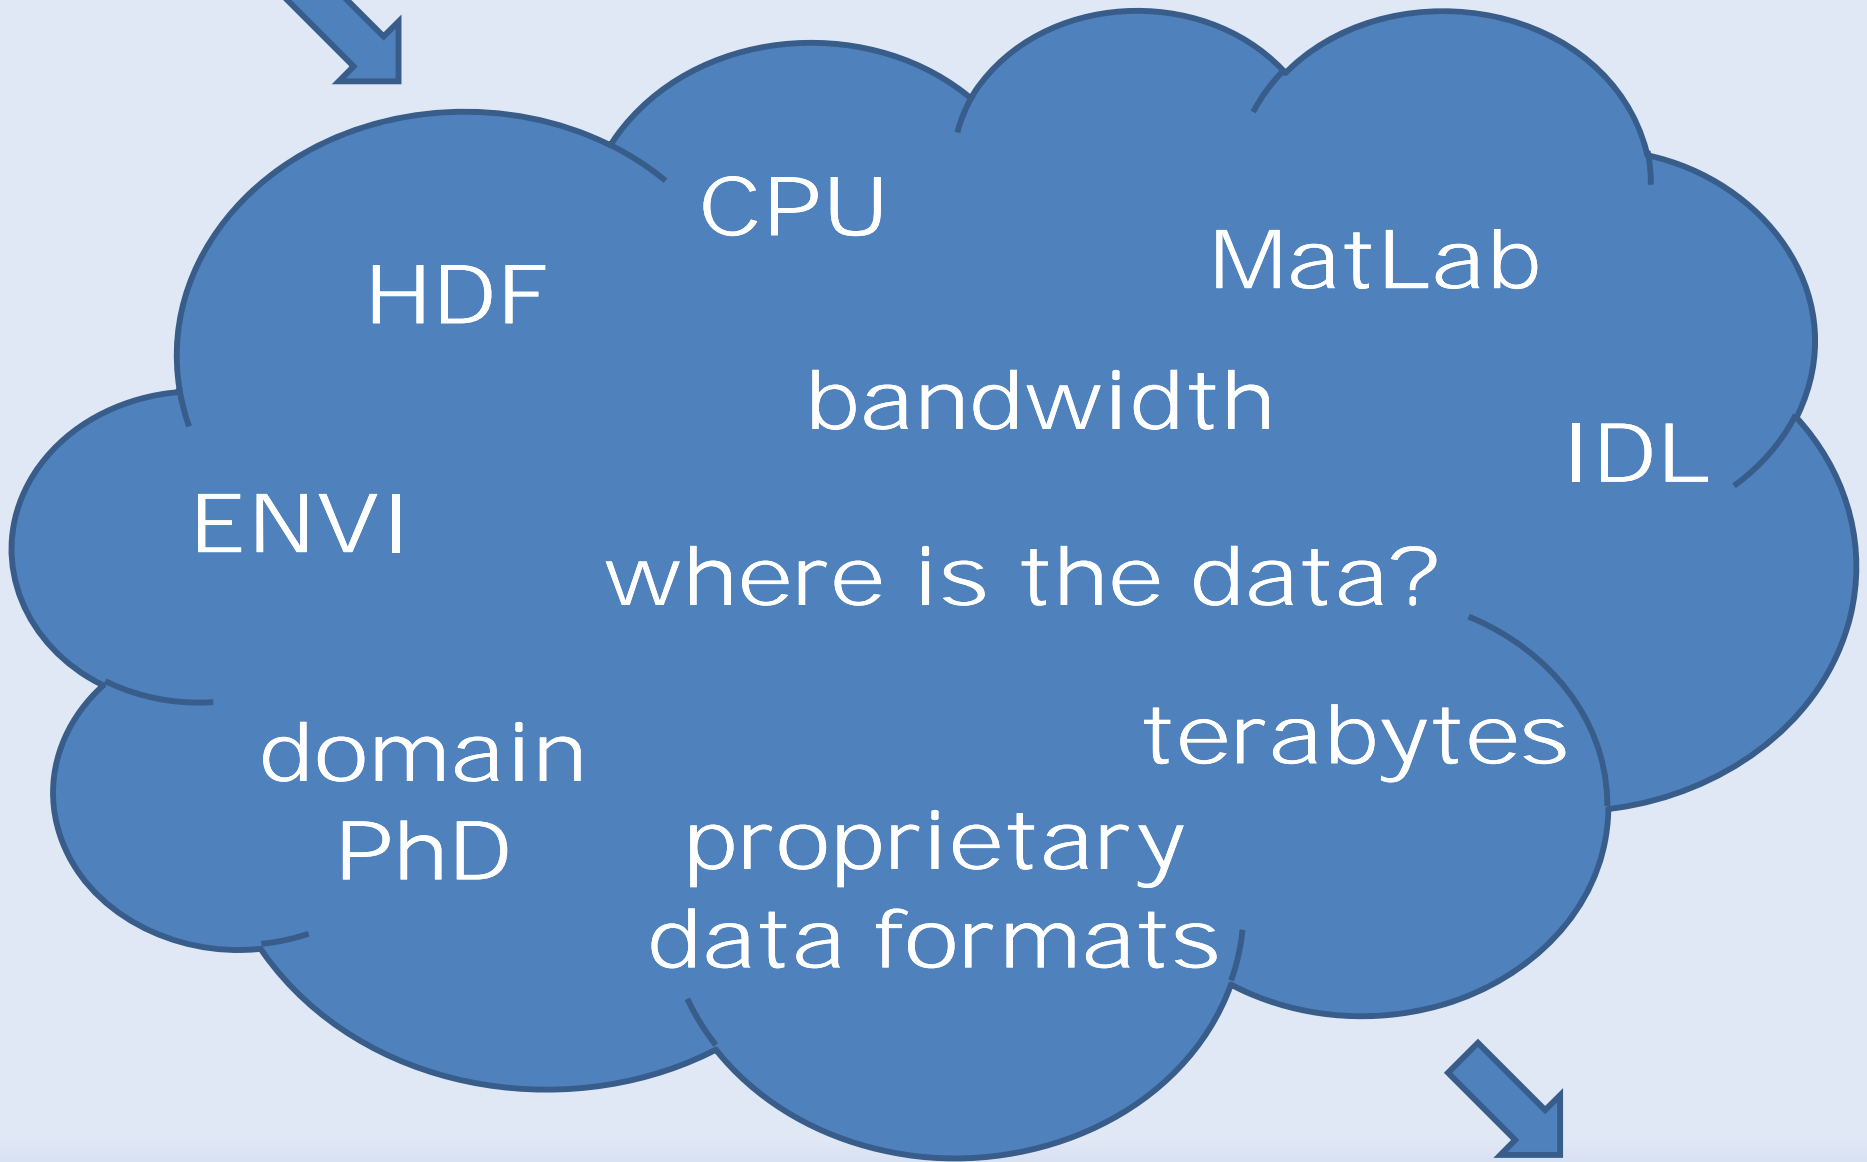 CPU
MatLab
HDF
bandwidth
IDL
ENVI
where is the data?
terabytes
domain
PhD
proprietary
data formats